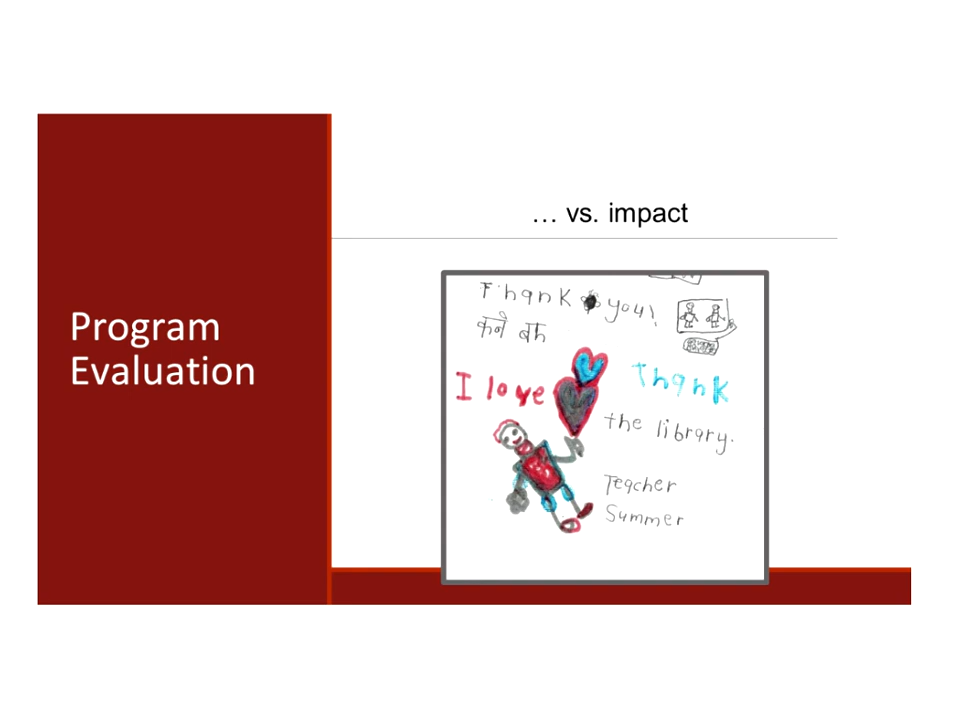 … vs. impact
Program
Evaluation
Thank you!
I love
Thank
the library.
Teacher
Summer